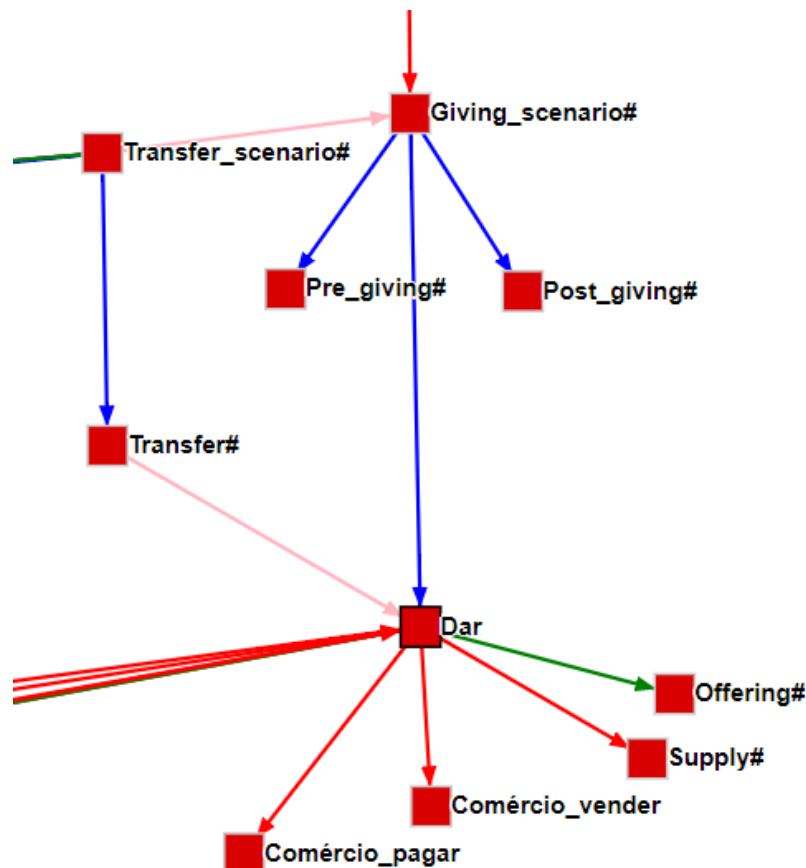 Giving_scenario#
Transfer_scenario#
Pre_giving#
Post_giving#
Transfer#
Dar
Offering#
Supply#
Comércio_vender
Comércio_pagar